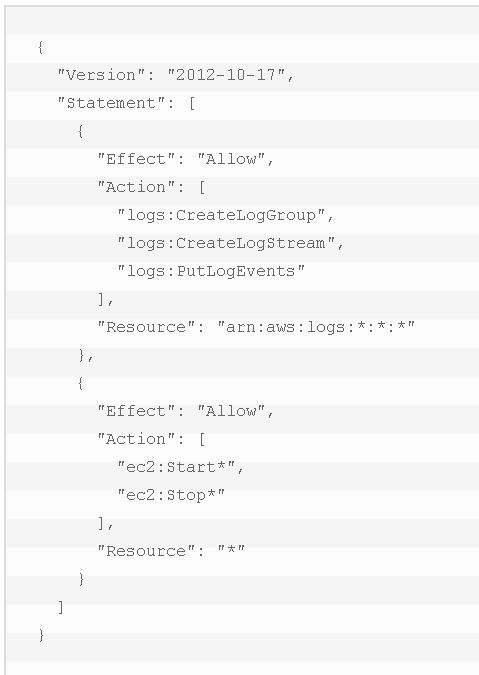 {
"Version": "2012-10-17",
"Statement": [
{
"Effect": "Allow",
"Action": [
"logs:CreateLogGroup",
"logs:CreateLogStream",
"logs:PutLogEvents"
],
"Resource": "arn:aws:logs:*:*:*"
},
{
"Effect": "Allow",
"Action": [
"ec2:Start*",
"ec2:Stop*"
],
"Resource": "*"
}
]
}